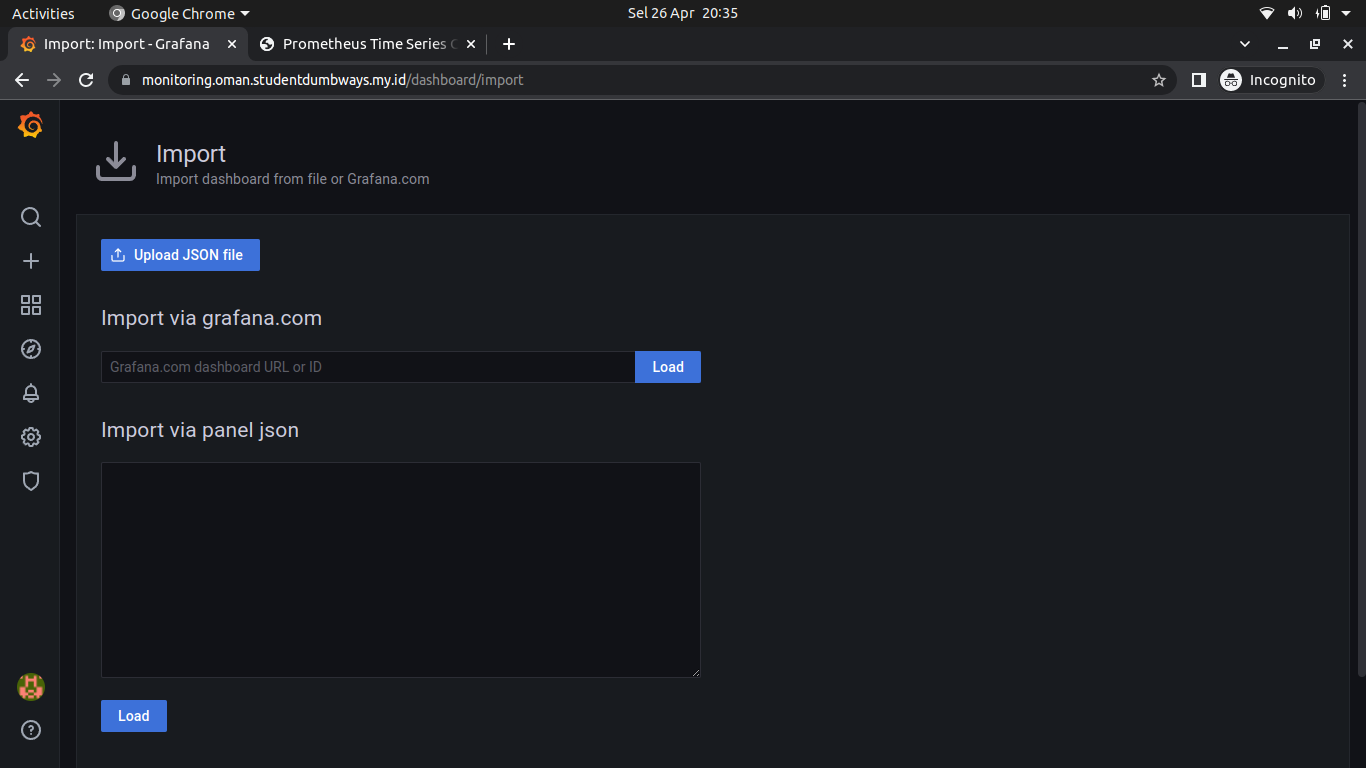 Activities Google Chrome Sel 26 Apr 20:35
Import: Import - Grafana Prometheus Time Series
monitoring.oman.studentdumbways.my.id/dashboard/import Incognito
Import
Import dashboard from file or Grafana.com
Upload JSON file
Import via grafana.com
Grafana.com dashboard URL or ID Load
Import via panel json
Load